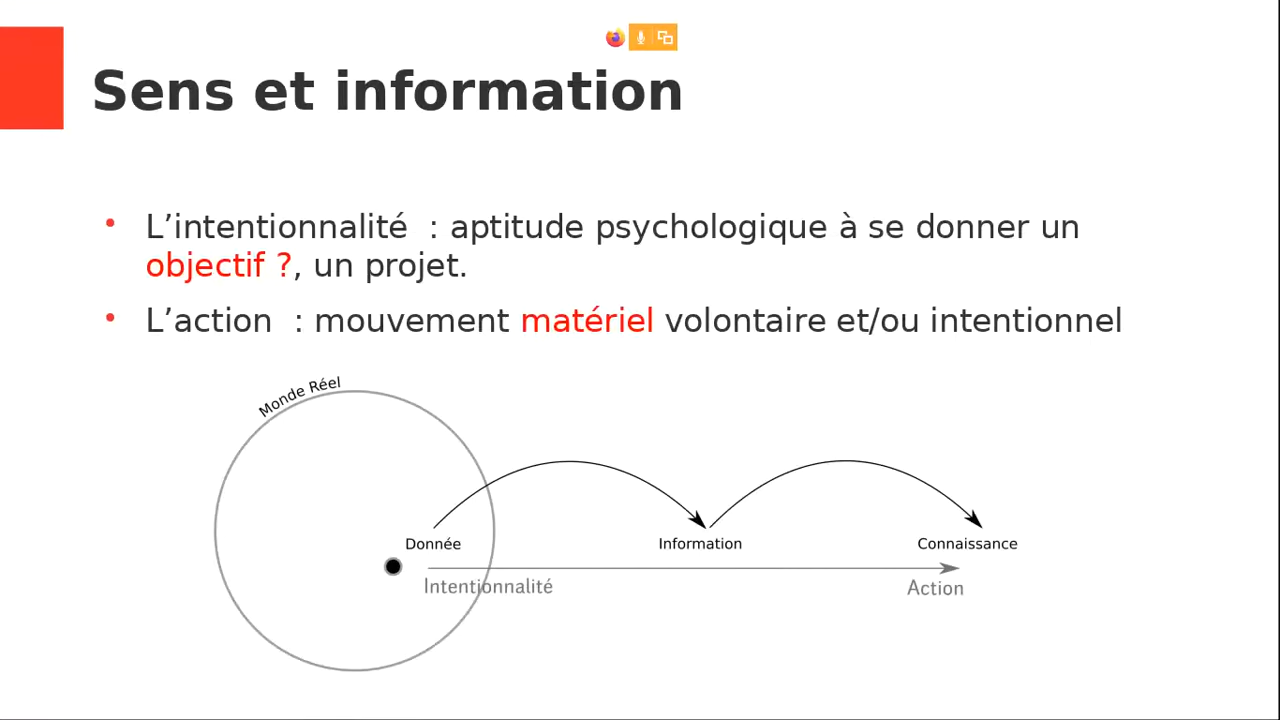 Sens et information
L’intentionnalité  : aptitude psychologique à se donner un
objectif ?, un projet.
L’action  : mouvement matériel volontaire et/ou intentionnel
Monde Réel
Donnée
Information
Connaissance
Intentionnalité
Action